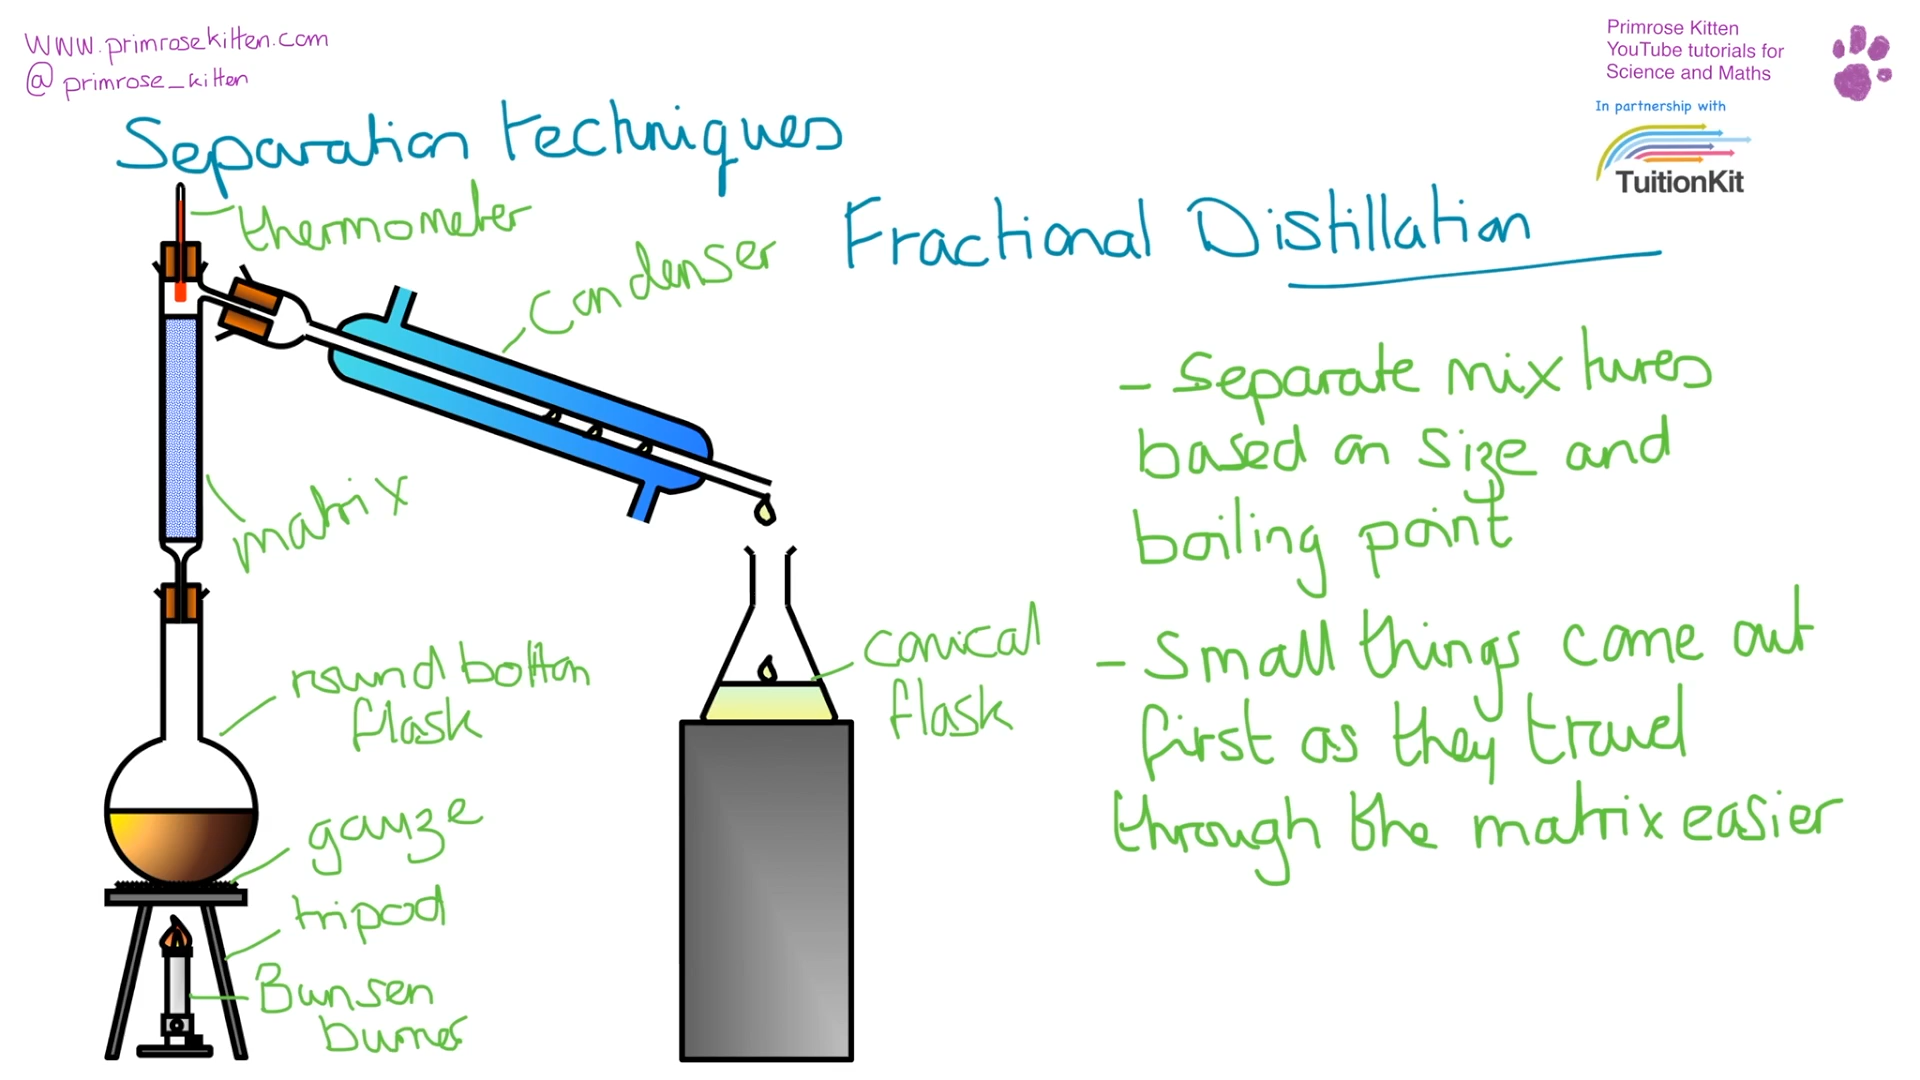 www.primrosekitten.com
@primrose_kitten
Primrose Kitten
YouTube tutorials for
Science and Maths
In partnership with
TuitionKit
Separation techniques
Fractional Distillation
thermometer
Condenser
matrix
round bottom
flask
gauze
tripod
Bunsen
burner
conical
flask
- Separate mixtures
based on size and
boiling point
- Small things come out
first as they travel
through the matrix easier